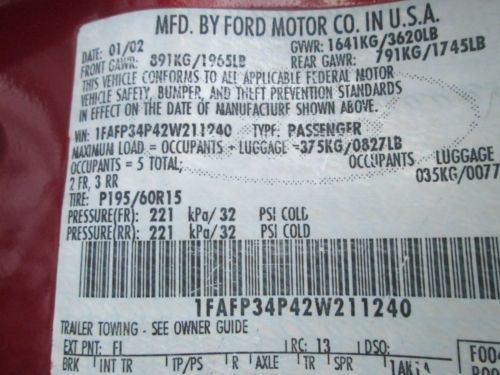 MFD. BY FORD MOTOR CO. IN U.S.A.
DATE: 01/02 GVWR: 1641KG/3620LB
FRONT GAWR: 891KG/1965LB REAR GAWR: 791KG/1745LB
THIS VEHICLE CONFORMS TO ALL APPLICABLE FEDERAL MOTOR
VEHICLE SAFETY, BUMPER, AND THEFT PREVENTION STANDARDS
IN EFFECT ON THE DATE OF MANUFACTURE SHOWN ABOVE.
VIN: 1FAFP34P42W211240 TYPE: PASSENGER
MAXIMUM LOAD = OCCUPANTS + LUGGAGE =375KG/0827LB
OCCUPANTS = 5 TOTAL; OCCUPANTS LUGGAGE
2 FR, 3 RR 035KG/0077
TIRE: P195/60R15
PRESSURE(FR): 221 kPa/32 PSI COLD
PRESSURE(RR): 221 kPa/32 PSI COLD
1FAFP34P42W211240
TRAILER TOWING - SEE OWNER GUIDE
EXT PNT: FI RC: 13 DSO: F004
BRK INT TR TP/PS R AXLE TR SPR